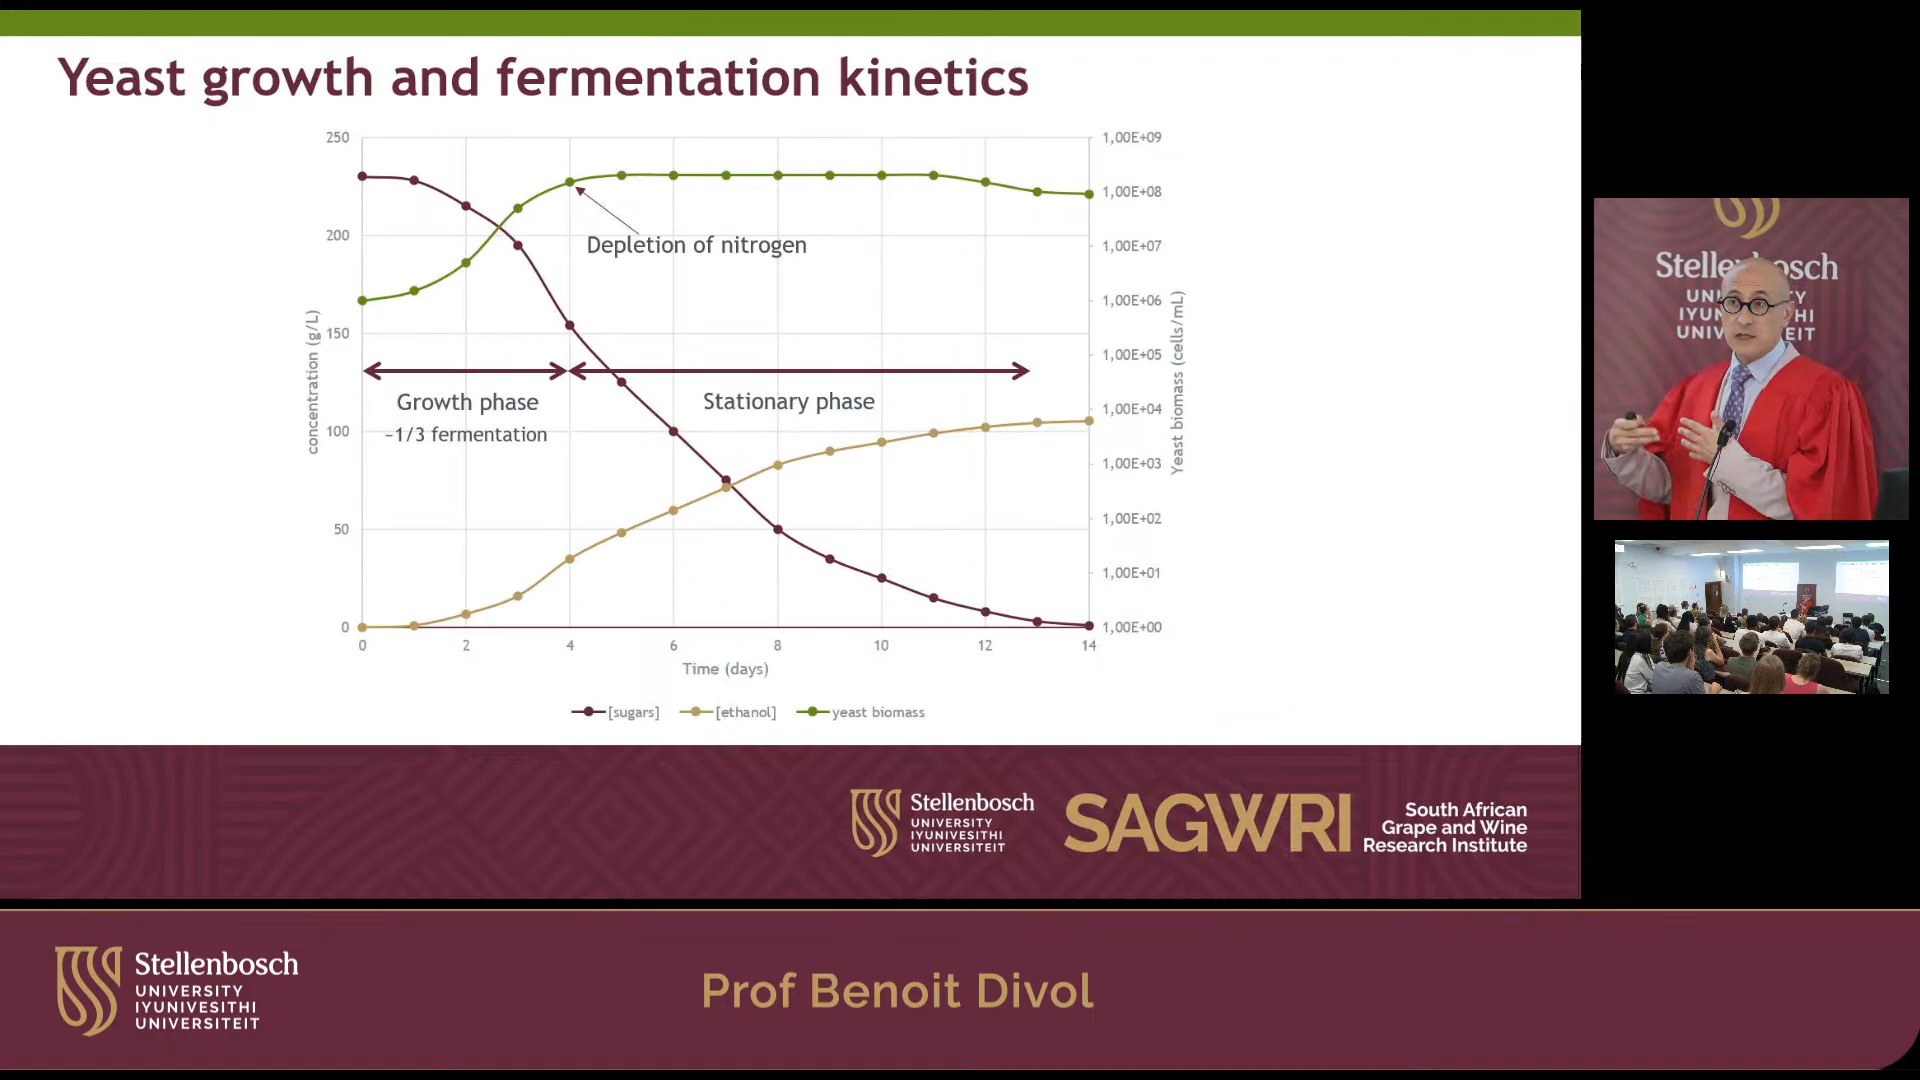 Yeast growth and fermentation kinetics
250
200
150
100
50
0
concentration (g/L)
1,00E+09
1,00E+08
1,00E+07
1,00E+06
1,00E+05
1,00E+04
1,00E+03
1,00E+02
1,00E+01
1,00E+00
Yeast biomass (cells/mL)
Depletion of nitrogen
Growth phase
~1/3 fermentation
Stationary phase
0 2 4 6 8 10 12 14
Time (days)
[sugars] [ethanol] yeast biomass
Stellenbosch
UNIVERSITY
IYUNIVESITHI
UNIVERSITEIT
SAGWRI
South African
Grape and Wine
Research Institute
Stellenbosch
UNIVERSITY
IYUNIVESITHI
UNIVERSITEIT
Prof Benoit Divol